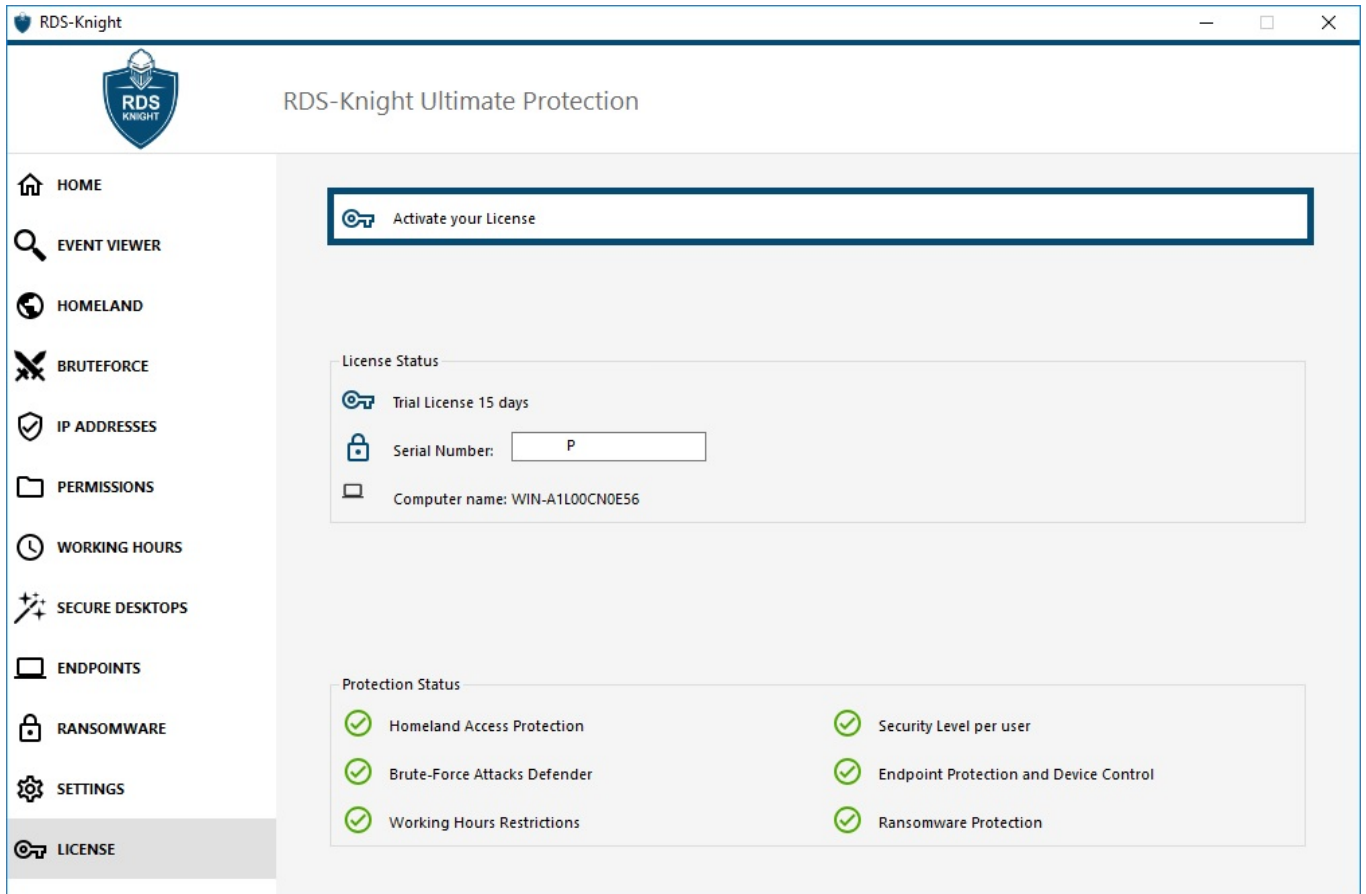 RDS-Knight
RDS
KNIGHT
RDS-Knight Ultimate Protection
HOME
EVENT VIEWER
HOMELAND
BRUTEFORCE
IP ADDRESSES
PERMISSIONS
WORKING HOURS
SECURE DESKTOPS
ENDPOINTS
RANSOMWARE
SETTINGS
LICENSE
Activate your License
License Status
Trial License 15 days
Serial Number: P
Computer name: WIN-A1L00CN0E56
Protection Status
Homeland Access Protection
Security Level per user
Brute-Force Attacks Defender
Endpoint Protection and Device Control
Working Hours Restrictions
Ransomware Protection